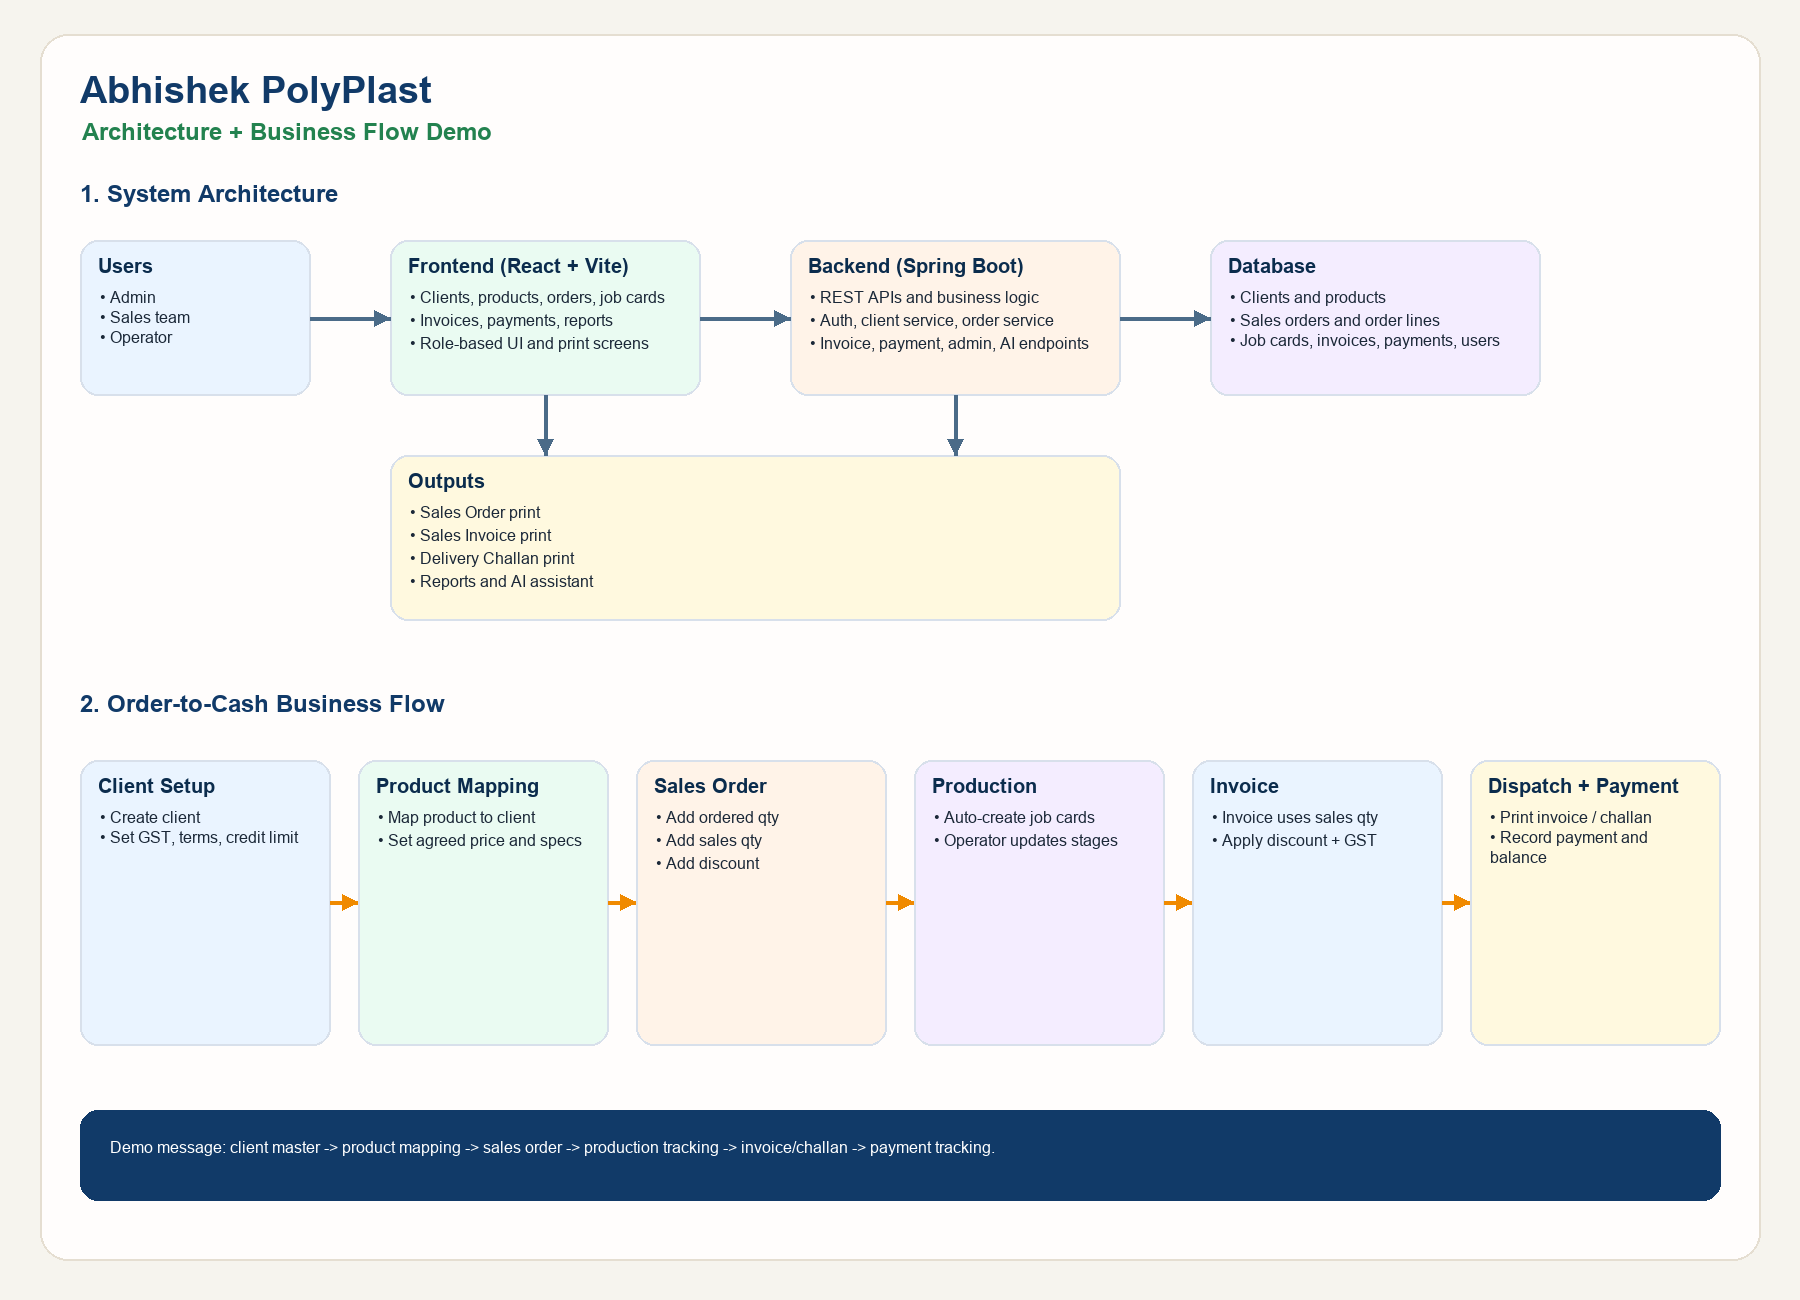 Abhishek PolyPlast
Architecture + Business Flow Demo
1. System Architecture
Users
• Admin
• Sales team
• Operator
Frontend (React + Vite)
• Clients, products, orders, job cards
• Invoices, payments, reports
• Role-based UI and print screens
Backend (Spring Boot)
• REST APIs and business logic
• Auth, client service, order service
• Invoice, payment, admin, AI endpoints
Database
• Clients and products
• Sales orders and order lines
• Job cards, invoices, payments, users
Outputs
• Sales Order print
• Sales Invoice print
• Delivery Challan print
• Reports and AI assistant
2. Order-to-Cash Business Flow
Client Setup
• Create client
• Set GST, terms, credit limit
Product Mapping
• Map product to client
• Set agreed price and specs
Sales Order
• Add ordered qty
• Add sales qty
• Add discount
Production
• Auto-create job cards
• Operator updates stages
Invoice
• Invoice uses sales qty
• Apply discount + GST
Dispatch + Payment
• Print invoice / challan
• Record payment and
balance
Demo message: client master -> product mapping -> sales order -> production tracking -> invoice/challan -> payment tracking.